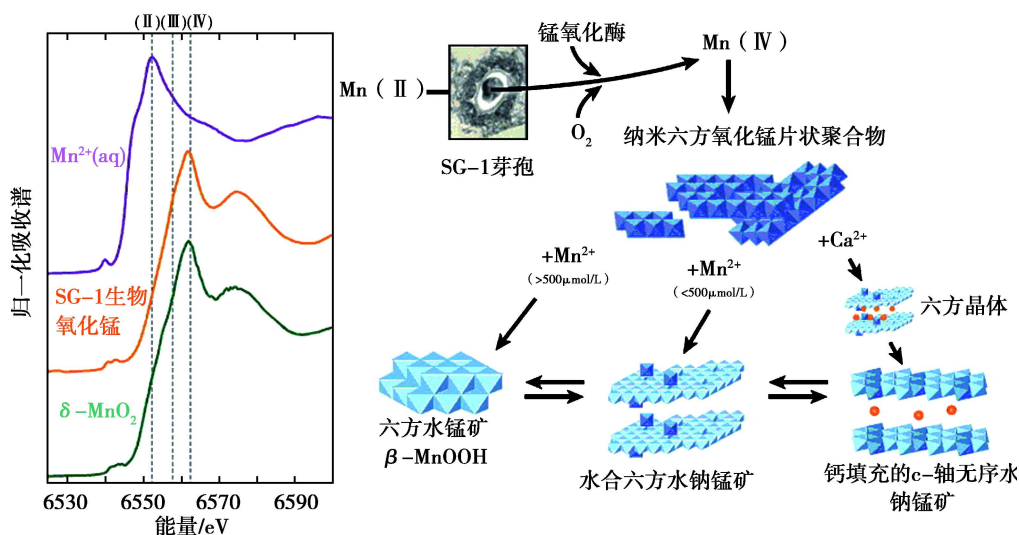 (Ⅱ)(Ⅲ)(Ⅳ)
Mn²⁺(aq)
SG-1生物
氧化锰
δ-MnO₂
归一化吸收谱
6530 6550 6570 6590
能量/eV
Mn（Ⅱ）
锰氧化酶
O₂
SG-1芽孢
Mn（Ⅳ）
纳米六方氧化锰片状聚合物
+Mn²⁺
（>500μmol/L）
+Mn²⁺
（<500μmol/L）
+Ca²⁺
六方晶体
六方水锰矿
β-MnOOH
水合六方水钠锰矿
钙填充的c-轴无序水
钠锰矿